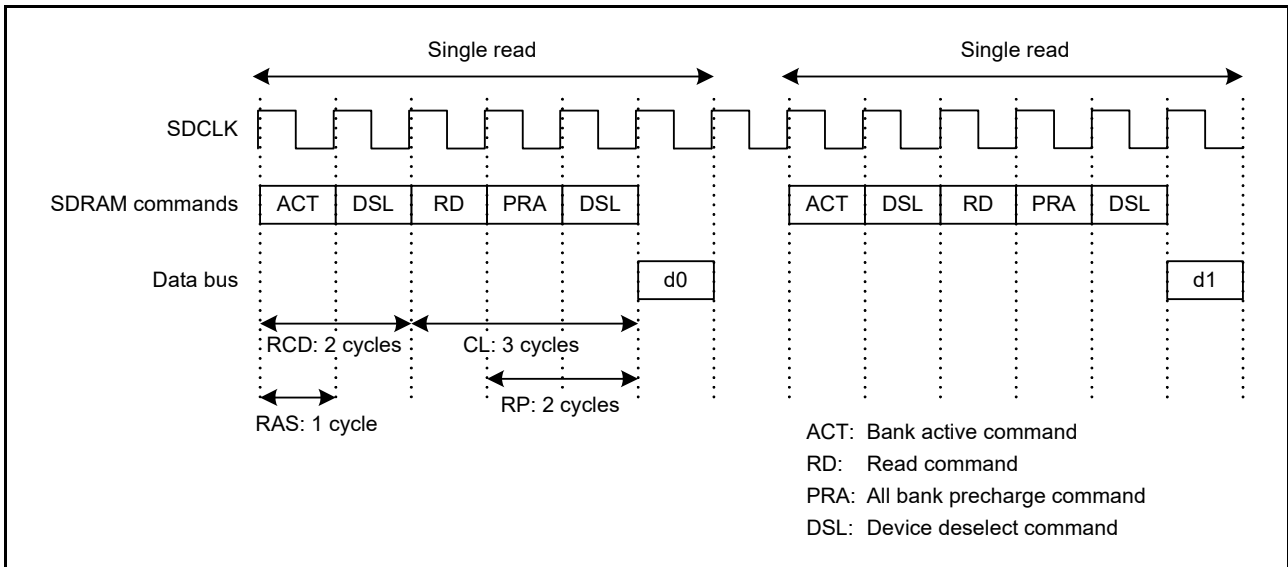 Single read Single read
SDCLK
SDRAM commands ACT DSL RD PRA DSL ACT DSL RD PRA DSL
Data bus d0 d1
RCD: 2 cycles CL: 3 cycles
RP: 2 cycles
RAS: 1 cycle
ACT: Bank active command
RD: Read command
PRA: All bank precharge command
DSL: Device deselect command